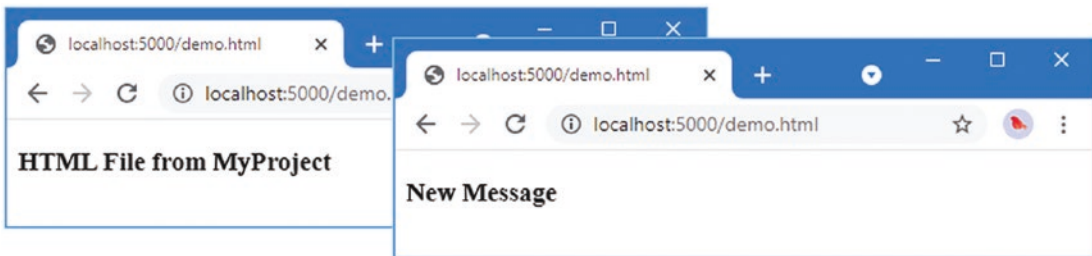 localhost:5000/demo.html
localhost:5000/demo.
HTML File from MyProject
localhost:5000/demo.html
localhost:5000/demo.html
New Message